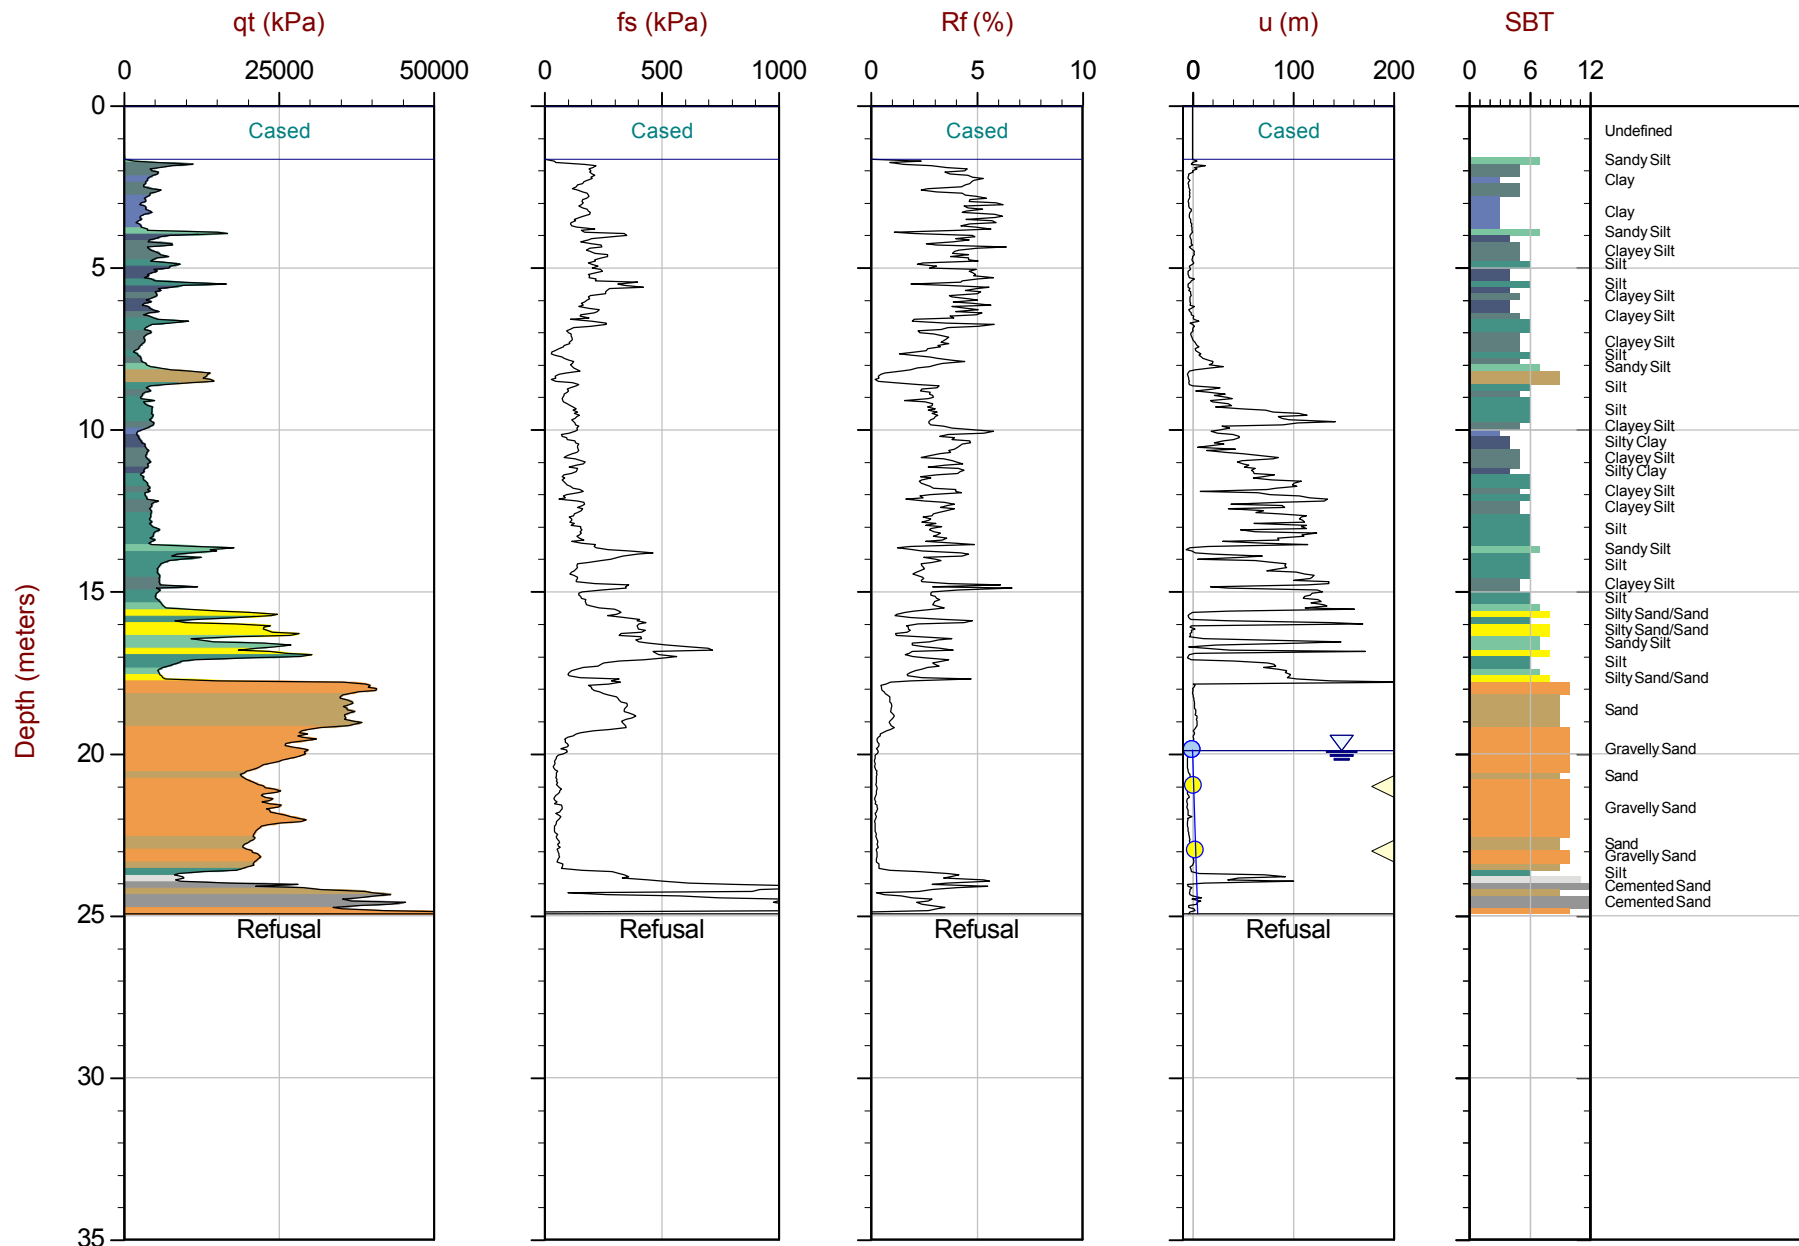 qt (kPa) fs (kPa) Rf (%) u (m) SBT
0 25000 50000 0 500 1000 0 5 10 0 100 200 0 6 12
0
Cased Cased Cased Undefined
Sandy Silt
Clay
Clay
Sandy Silt
Clayey Silt
Silt
5
Silt
Clayey Silt
Clayey Silt
Clayey Silt
Silt
Sandy Silt
Silt
Silt
Clayey Silt
10
Silty Clay
Clayey Silt
Silty Clay
Clayey Silt
Clayey Silt
Silt
Sandy Silt
Silt
Clayey Silt
15
Silt
Silty Sand/Sand
Silty Sand/Sand
Sandy Silt
Silt
Silty Sand/Sand
Depth (meters)
Sand
Gravelly Sand
20
Sand
Gravelly Sand
Sand
Gravelly Sand
Silt
Cemented Sand
Cemented Sand
25
Refusal Refusal Refusal Refusal
30
35